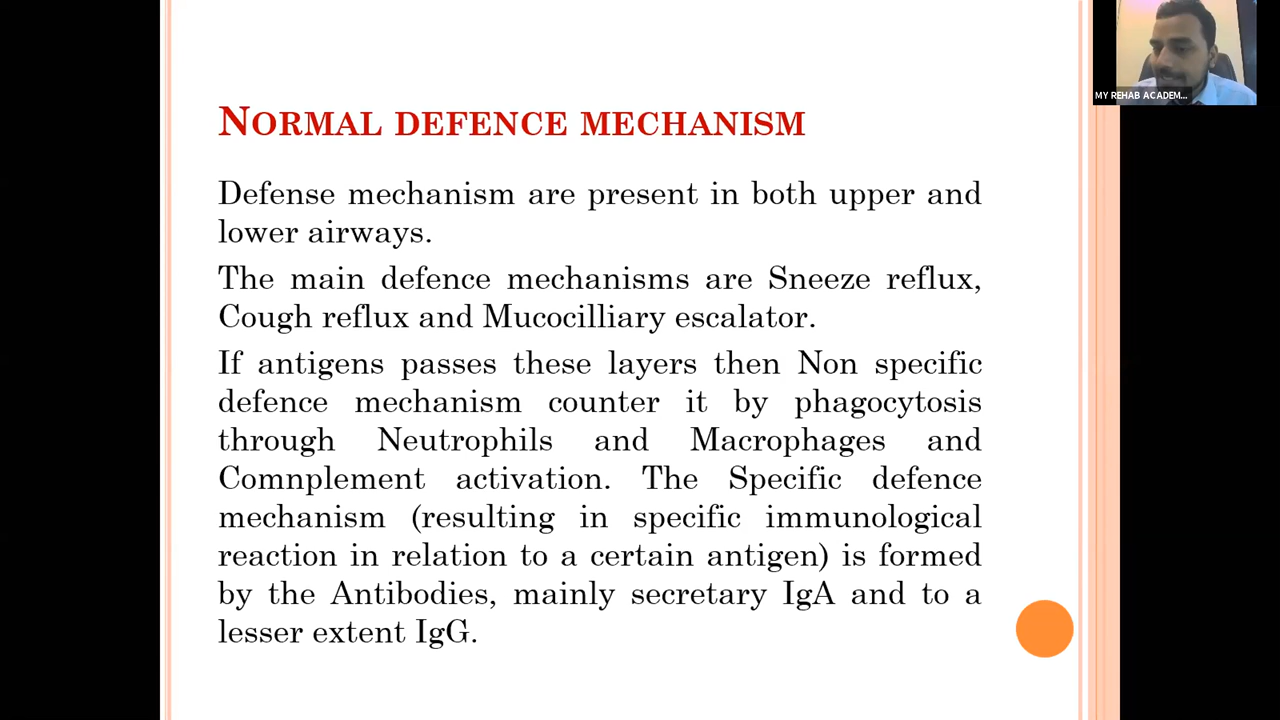 MY REHAB ACADEM...
NORMAL DEFENCE MECHANISM
Defense mechanism are present in both upper and
lower airways.
The main defence mechanisms are Sneeze reflux,
Cough reflux and Mucocilliary escalator.
If antigens passes these layers then Non specific
defence mechanism counter it by phagocytosis
through Neutrophils and Macrophages and
Comnplement activation. The Specific defence
mechanism (resulting in specific immunological
reaction in relation to a certain antigen) is formed
by the Antibodies, mainly secretary IgA and to a
lesser extent IgG.